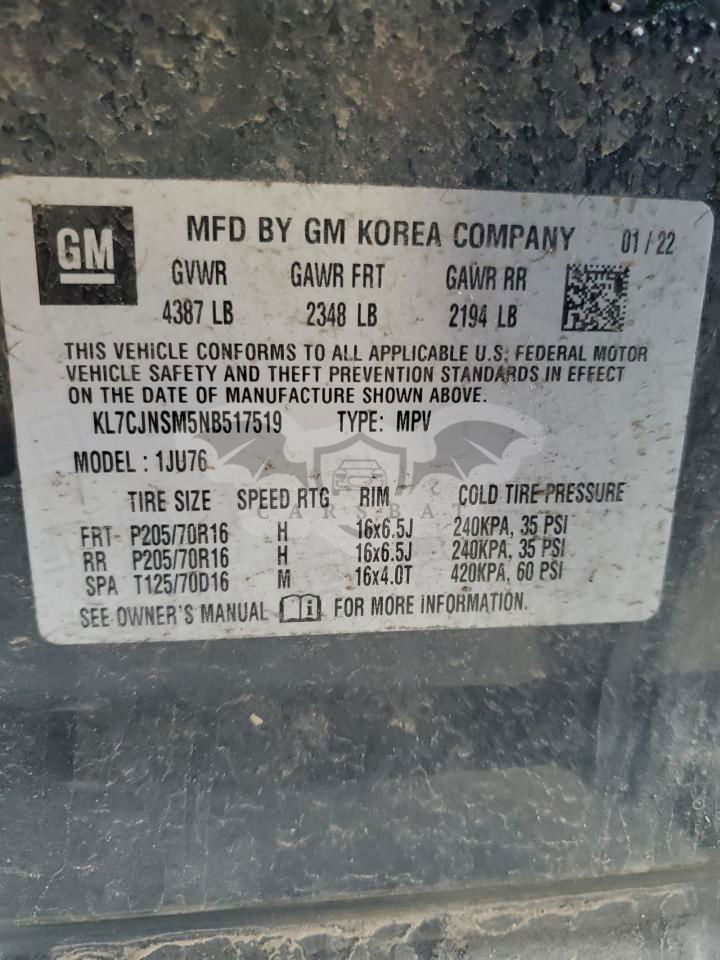 GM
MFD BY GM KOREA COMPANY 01/22
GVWR GAWR FRT GAWR RR
4387 LB 2348 LB 2194 LB
THIS VEHICLE CONFORMS TO ALL APPLICABLE U.S. FEDERAL MOTOR
VEHICLE SAFETY AND THEFT PREVENTION STANDARDS IN EFFECT
ON THE DATE OF MANUFACTURE SHOWN ABOVE.
KL7CJNSM5NB517519 TYPE: MPV
MODEL : 1JU76
TIRE SIZE SPEED RTG RIM COLD TIRE PRESSURE
CARSBAT
FRT P205/70R16 H 16x6.5J 240KPA, 35 PSI
RR P205/70R16 H 16x6.5J 240KPA, 35 PSI
SPA T125/70D16 M 16x4.0T 420KPA, 60 PSI
SEE OWNER'S MANUAL i FOR MORE INFORMATION.